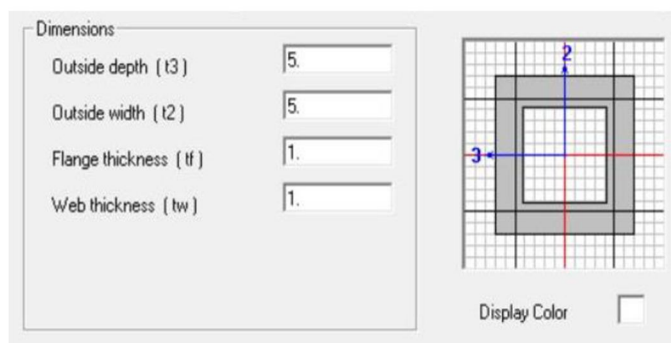 Dimensions
Outside depth ( t3 ) 5.
Outside width ( t2 ) 5.
Flange thickness ( tf ) 1.
Web thickness ( tw ) 1.
2
3
Display Color